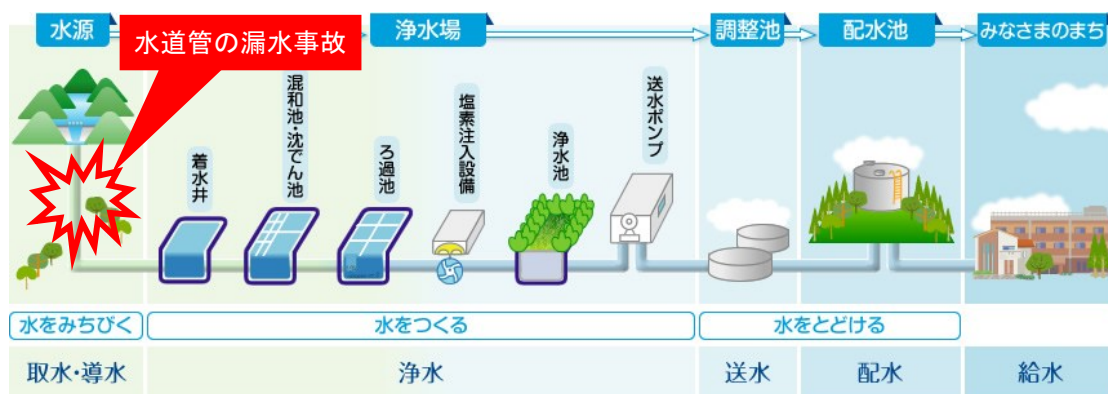 水源
水道管の漏水事故
浄水場
調整池
配水池
みなさまのまち
着水井
混和池・沈でん池
ろ過池
塩素注入設備
浄水池
送水ポンプ
水をみちびく
水をつくる
水をとどける
取水・導水
浄水
送水
配水
給水